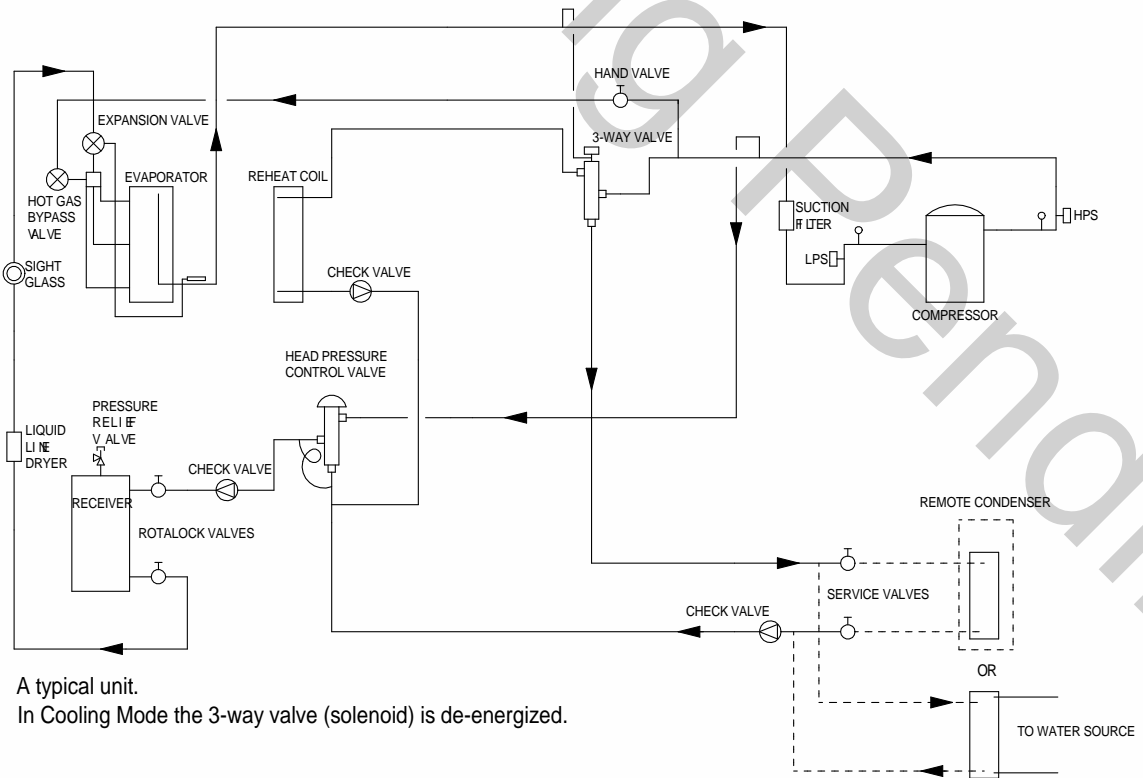 HAND VALVE
EXPANSION VALVE
3-WAY VALVE
EVAPORATOR
REHEAT COIL
HOT GAS
BYPASS
VALVE
SUCTION
FILTER
HPS
LPS
SIGHT
GLASS
CHECK VALVE
COMPRESSOR
HEAD PRESSURE
CONTROL VALVE
PRESSURE
RELIEF
VALVE
LIQUID
LINE
DRYER
CHECK VALVE
RECEIVER
ROTALOCK VALVES
REMOTE CONDENSER
SERVICE VALVES
CHECK VALVE
OR
TO WATER SOURCE
A typical unit.
In Cooling Mode the 3-way valve (solenoid) is de-energized.
ng Pendi